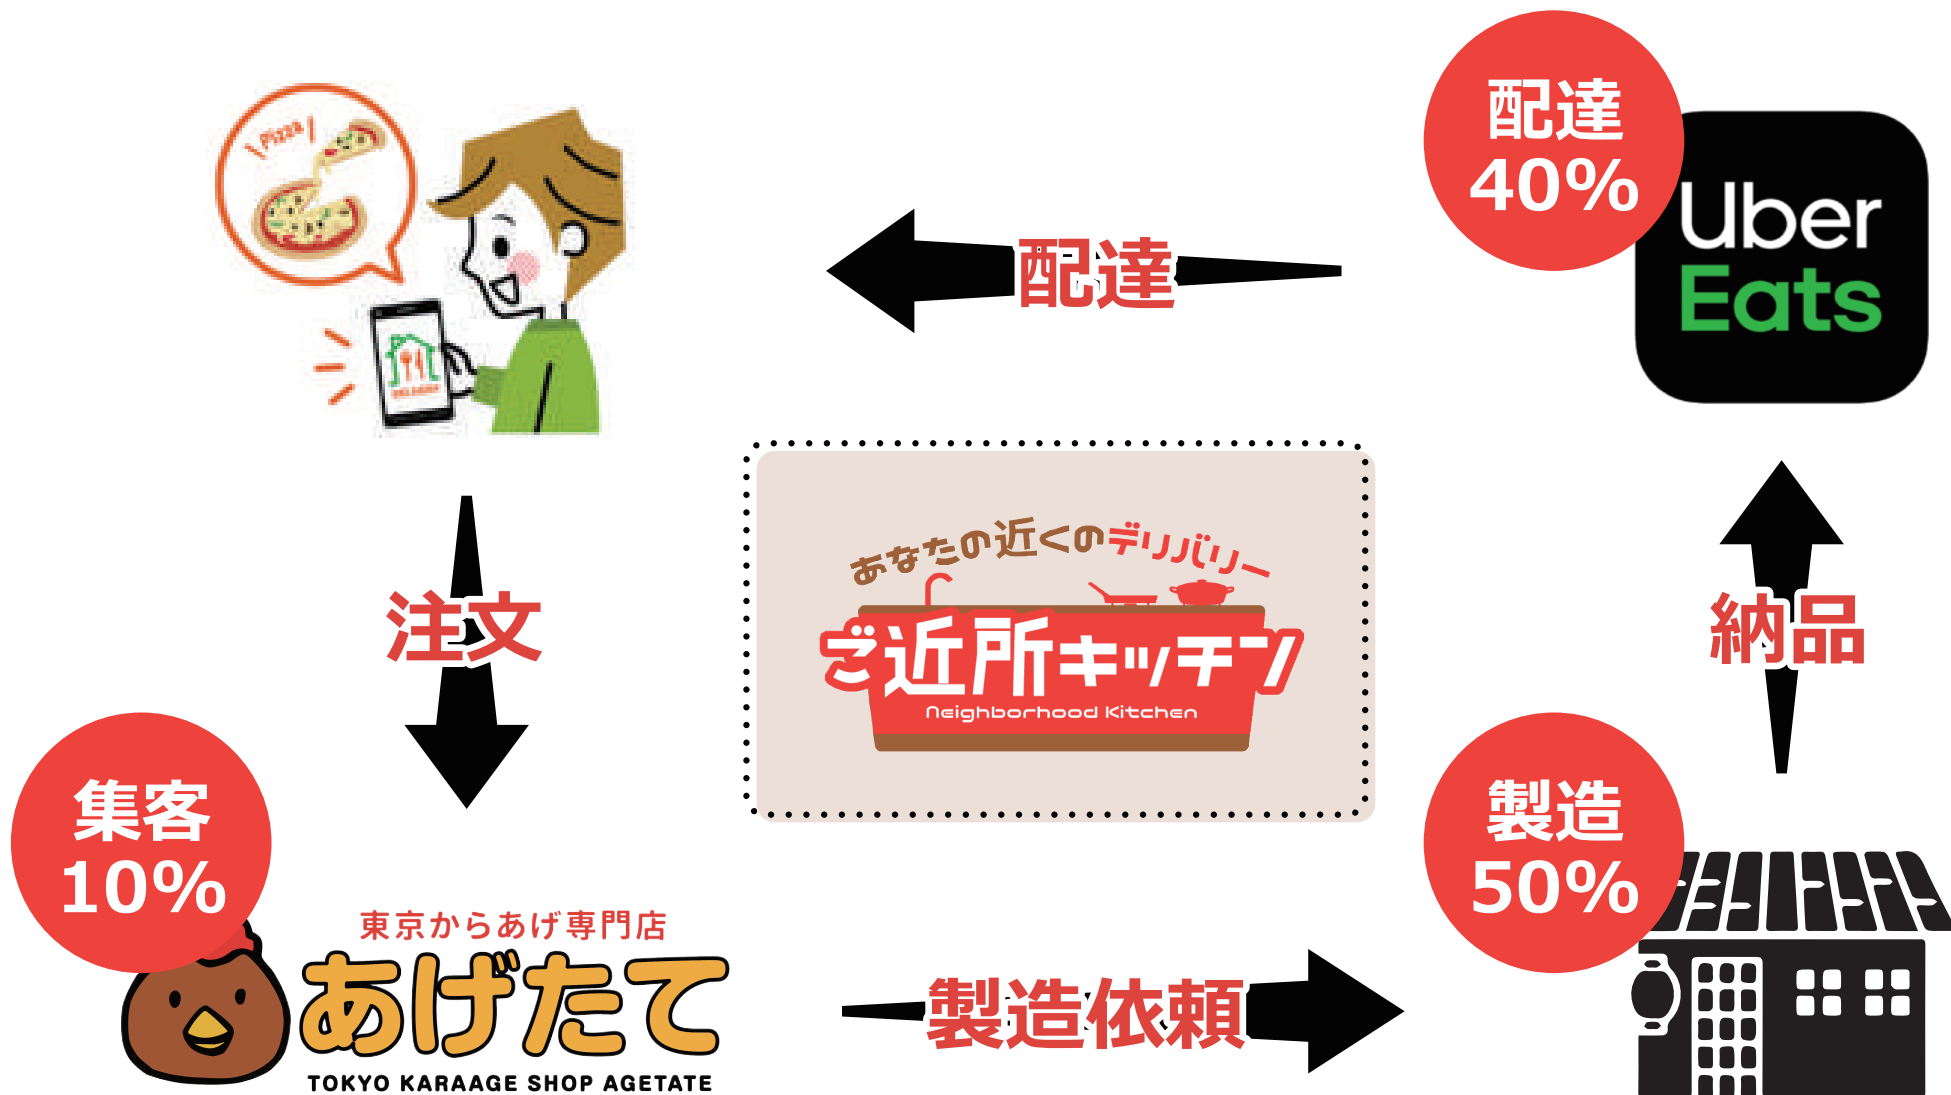 配達
40%
Uber
Eats
Pizza
配達
あなたの近くのデリバリー
ご近所キッチン
Neighborhood Kitchen
注文
納品
集客
10%
製造
50%
東京からあげ専門店
あげたて
TOKYO KARAAGE SHOP AGETATE
製造依頼